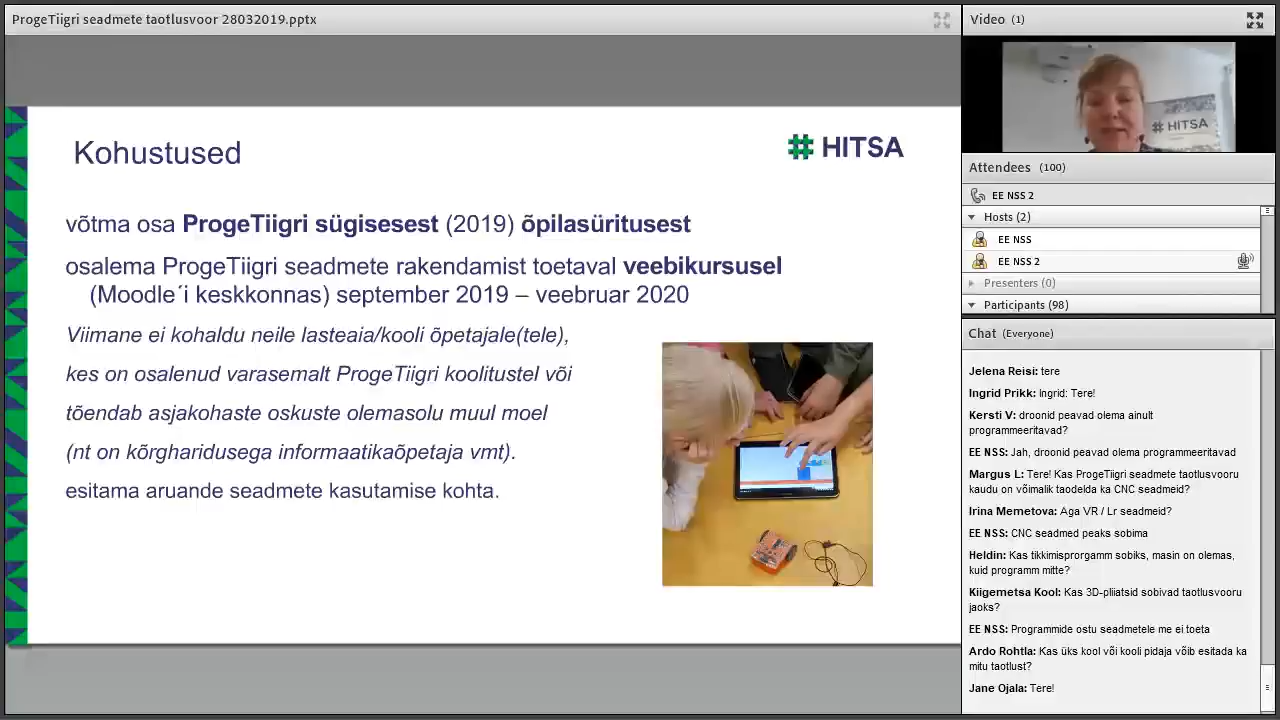 ProgeTiigri seadmete taotlusvoor 28032019.pptx
Kohustused
HITSA
võtma osa ProgeTiigri sügisesest (2019) õpilasüritusest
osalema ProgeTiigri seadmete rakendamist toetaval veebikursusel
(Moodle´i keskkonnas) september 2019 – veebruar 2020
Viimane ei kohaldu neile lasteaia/kooli õpetajale(tele),
kes on osalenud varasemalt ProgeTiigri koolitustel või
tõendab asjakohaste oskuste olemasolu muul moel
(nt on kõrgharidusega informaatikaõpetaja vmt).
esitama aruande seadmete kasutamise kohta.
Video (1)
HITSA
Attendees (100)
EE NSS 2
Hosts (2)
EE NSS
EE NSS 2
Presenters (0)
Participants (98)
Chat (Everyone)
Jelena Reisi: tere
Ingrid Prikk: Ingrid: Tere!
Kersti V: droonid peavad olema ainult
programmeeritavad?
EE NSS: Jah, droonid peavad olema programmeeritavad
Margus L: Tere! Kas ProgeTiigri seadmete taotlusvooru
kaudu on võimalik taodelda ka CNC seadmeid?
Irina Memetova: Aga VR / Lr seadmeid?
EE NSS: CNC seadmed peaks sobima
Heldin: Kas tikkimisprorgamm sobiks, masin on olemas,
kuid programm mitte?
Kiigemetsa Kool: Kas 3D-pliiatsid sobivad taotlusvooru
jaoks?
EE NSS: Programmide ostu seadmetele me ei toeta
Ardo Rohtla: Kas üks kool või kooli pidaja võib esitada ka
mitu taotlust?
Jane Ojala: Tere!